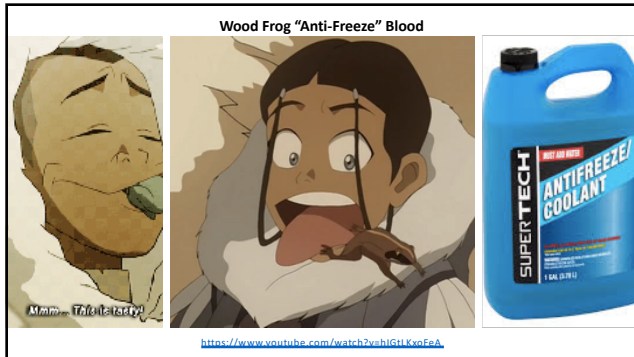 Wood Frog “Anti-Freeze” Blood
Mmm... This is tasty!
SUPERTECH
MUST ADD WATER
ANTIFREEZE/
COOLANT
1 GAL (3.78 L)
https://www.youtube.com/watch?v=hIGtLKxoFeA